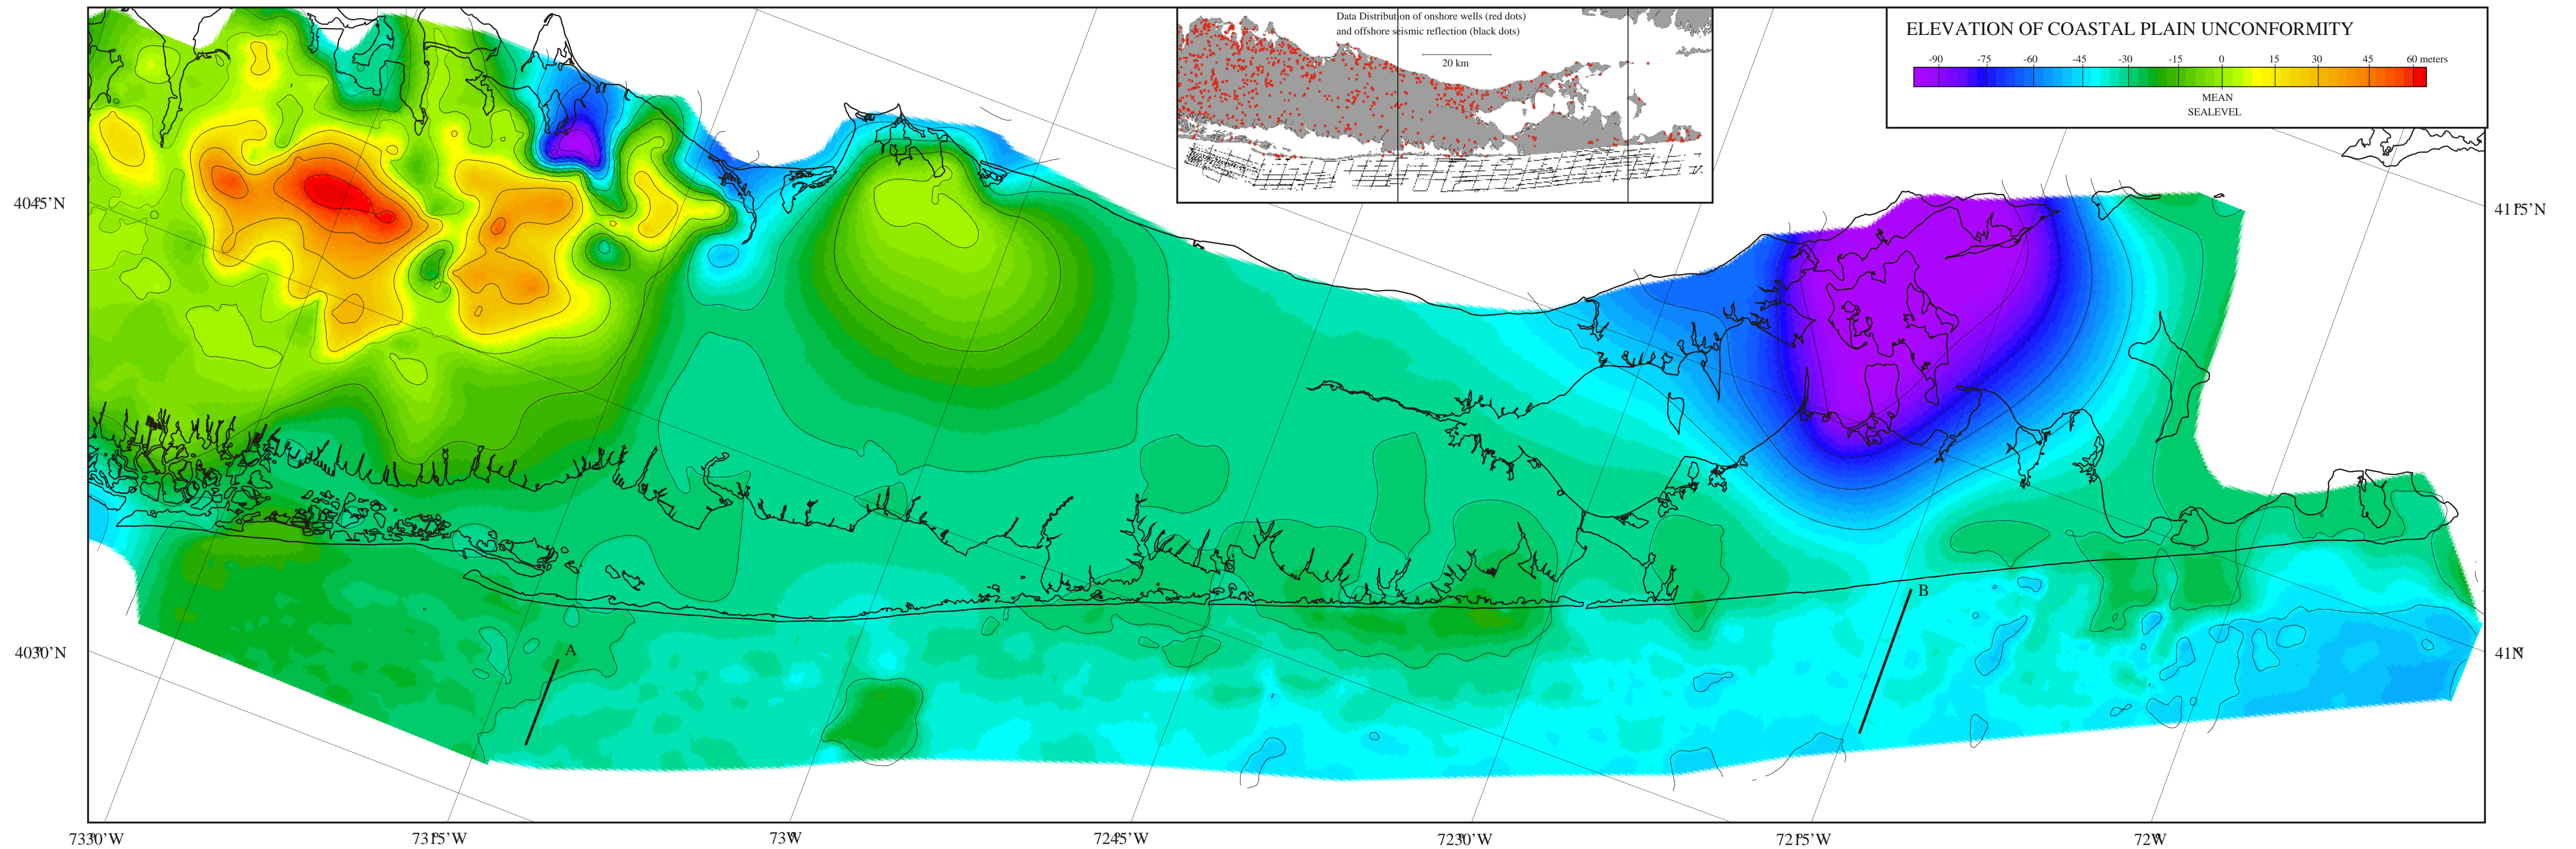 Data Distribution of onshore wells (red dots)
and offshore seismic reflection (black dots)
20 km
ELEVATION OF COASTAL PLAIN UNCONFORMITY
-90 -75 -60 -45 -30 -15 0 15 30 45 60 meters
MEAN
SEALEVEL
40°45'N
41°15'N
B
A
40°30'N
41°N
73°30'W 73°15'W 73°W 72°45'W 72°30'W 72°15'W 72°W